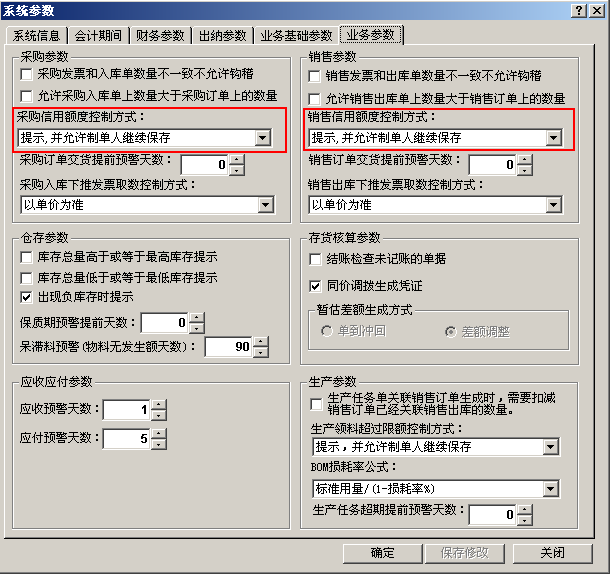 系统参数
系统信息 会计期间 财务参数 出纳参数 业务基础参数 业务参数
采购参数
采购发票和入库单数量不一致不允许钩稽
允许采购入库单上数量大于采购订单上的数量
采购信用额度控制方式：
提示，并允许制单人继续保存
采购订单交货提前预警天数： 0
采购入库下推发票取数控制方式：
以单价为准
销售参数
销售发票和出库单数量不一致不允许钩稽
允许销售出库单上数量大于销售订单上的数量
销售信用额度控制方式：
提示，并允许制单人继续保存
销售订单交货提前预警天数： 0
销售出库下推发票取数控制方式：
以单价为准
仓存参数
库存总量高于或等于最高库存提示
库存总量低于或等于最低库存提示
出现负库存时提示
保质期预警提前天数： 0
呆滞料预警(物料无发生额天数)： 90
存货核算参数
结账检查未记账的单据
同价调拨生成凭证
暂估差额生成方式
单到冲回 差额调整
应收应付参数
应收预警天数： 1
应付预警天数： 5
生产参数
生产任务单关联销售订单生成时，需要扣减
销售订单已经关联销售出库的数量。
生产领料超过限额控制方式：
提示，并允许制单人继续保存
BOM损耗率公式：
标准用量/(1-损耗率%)
生产任务超期提前预警天数： 0
确定 保存修改 关闭